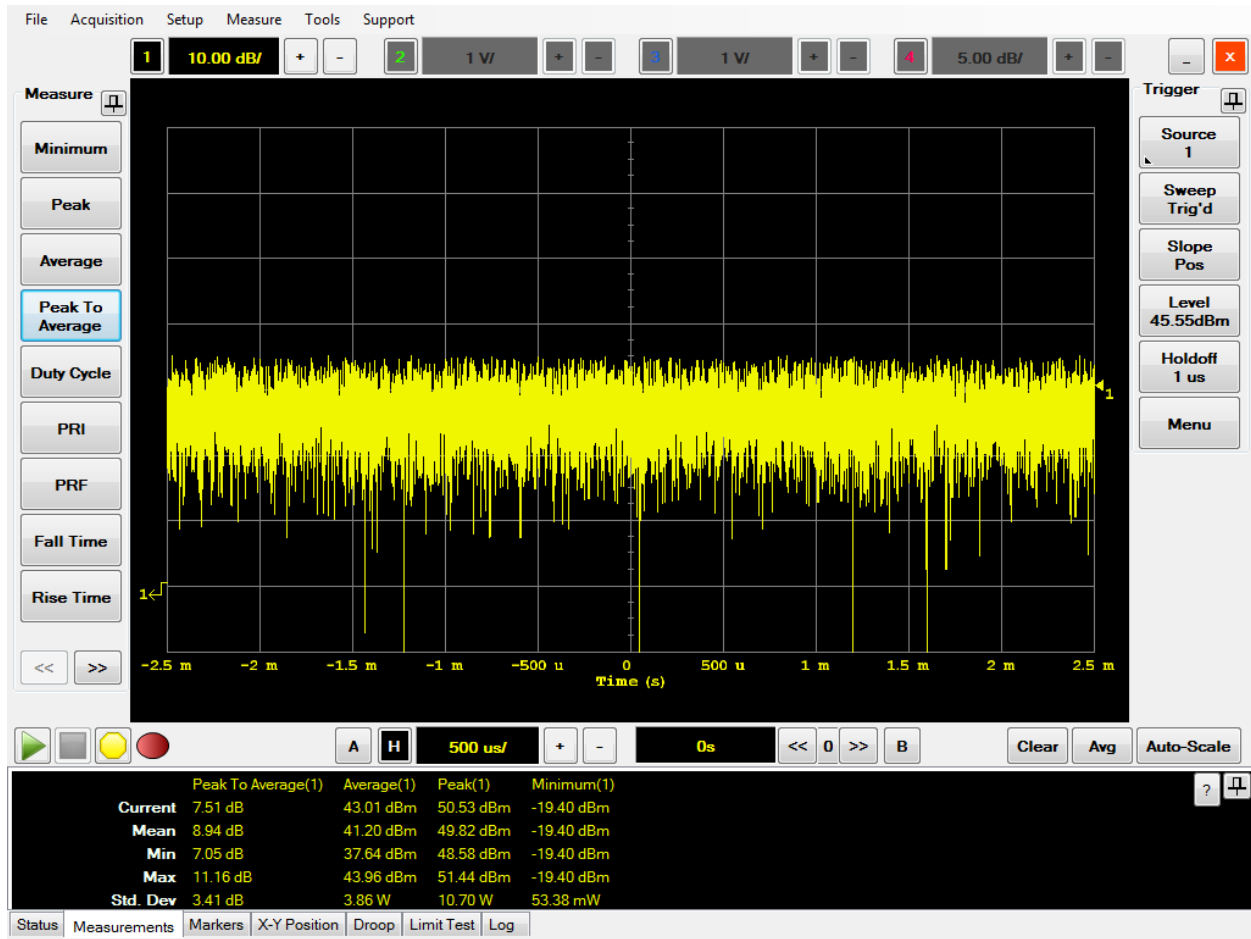 File Acquisition Setup Measure Tools Support
1 10.00 dB/ + - 2 1 V/ + - 3 1 V/ + - 4 5.00 dB/ + - _ x
Measure
Minimum
Peak
Average
Peak To
Average
Duty Cycle
PRI
PRF
Fall Time
Rise Time
<< >>
1
1
-2.5 m -2 m -1.5 m -1 m -500 u 0 500 u 1 m 1.5 m 2 m 2.5 m
Time (s)
Trigger
Source
1
Sweep
Trig'd
Slope
Pos
Level
45.55dBm
Holdoff
1 us
Menu
A H 500 us/ + - 0s << 0 >> B Clear Avg Auto-Scale
Peak To Average(1) Average(1) Peak(1) Minimum(1) ?
Current 7.51 dB 43.01 dBm 50.53 dBm -19.40 dBm
Mean 8.94 dB 41.20 dBm 49.82 dBm -19.40 dBm
Min 7.05 dB 37.64 dBm 48.58 dBm -19.40 dBm
Max 11.16 dB 43.96 dBm 51.44 dBm -19.40 dBm
Std. Dev 3.41 dB 3.86 W 10.70 W 53.38 mW
Status Measurements Markers X-Y Position Droop Limit Test Log